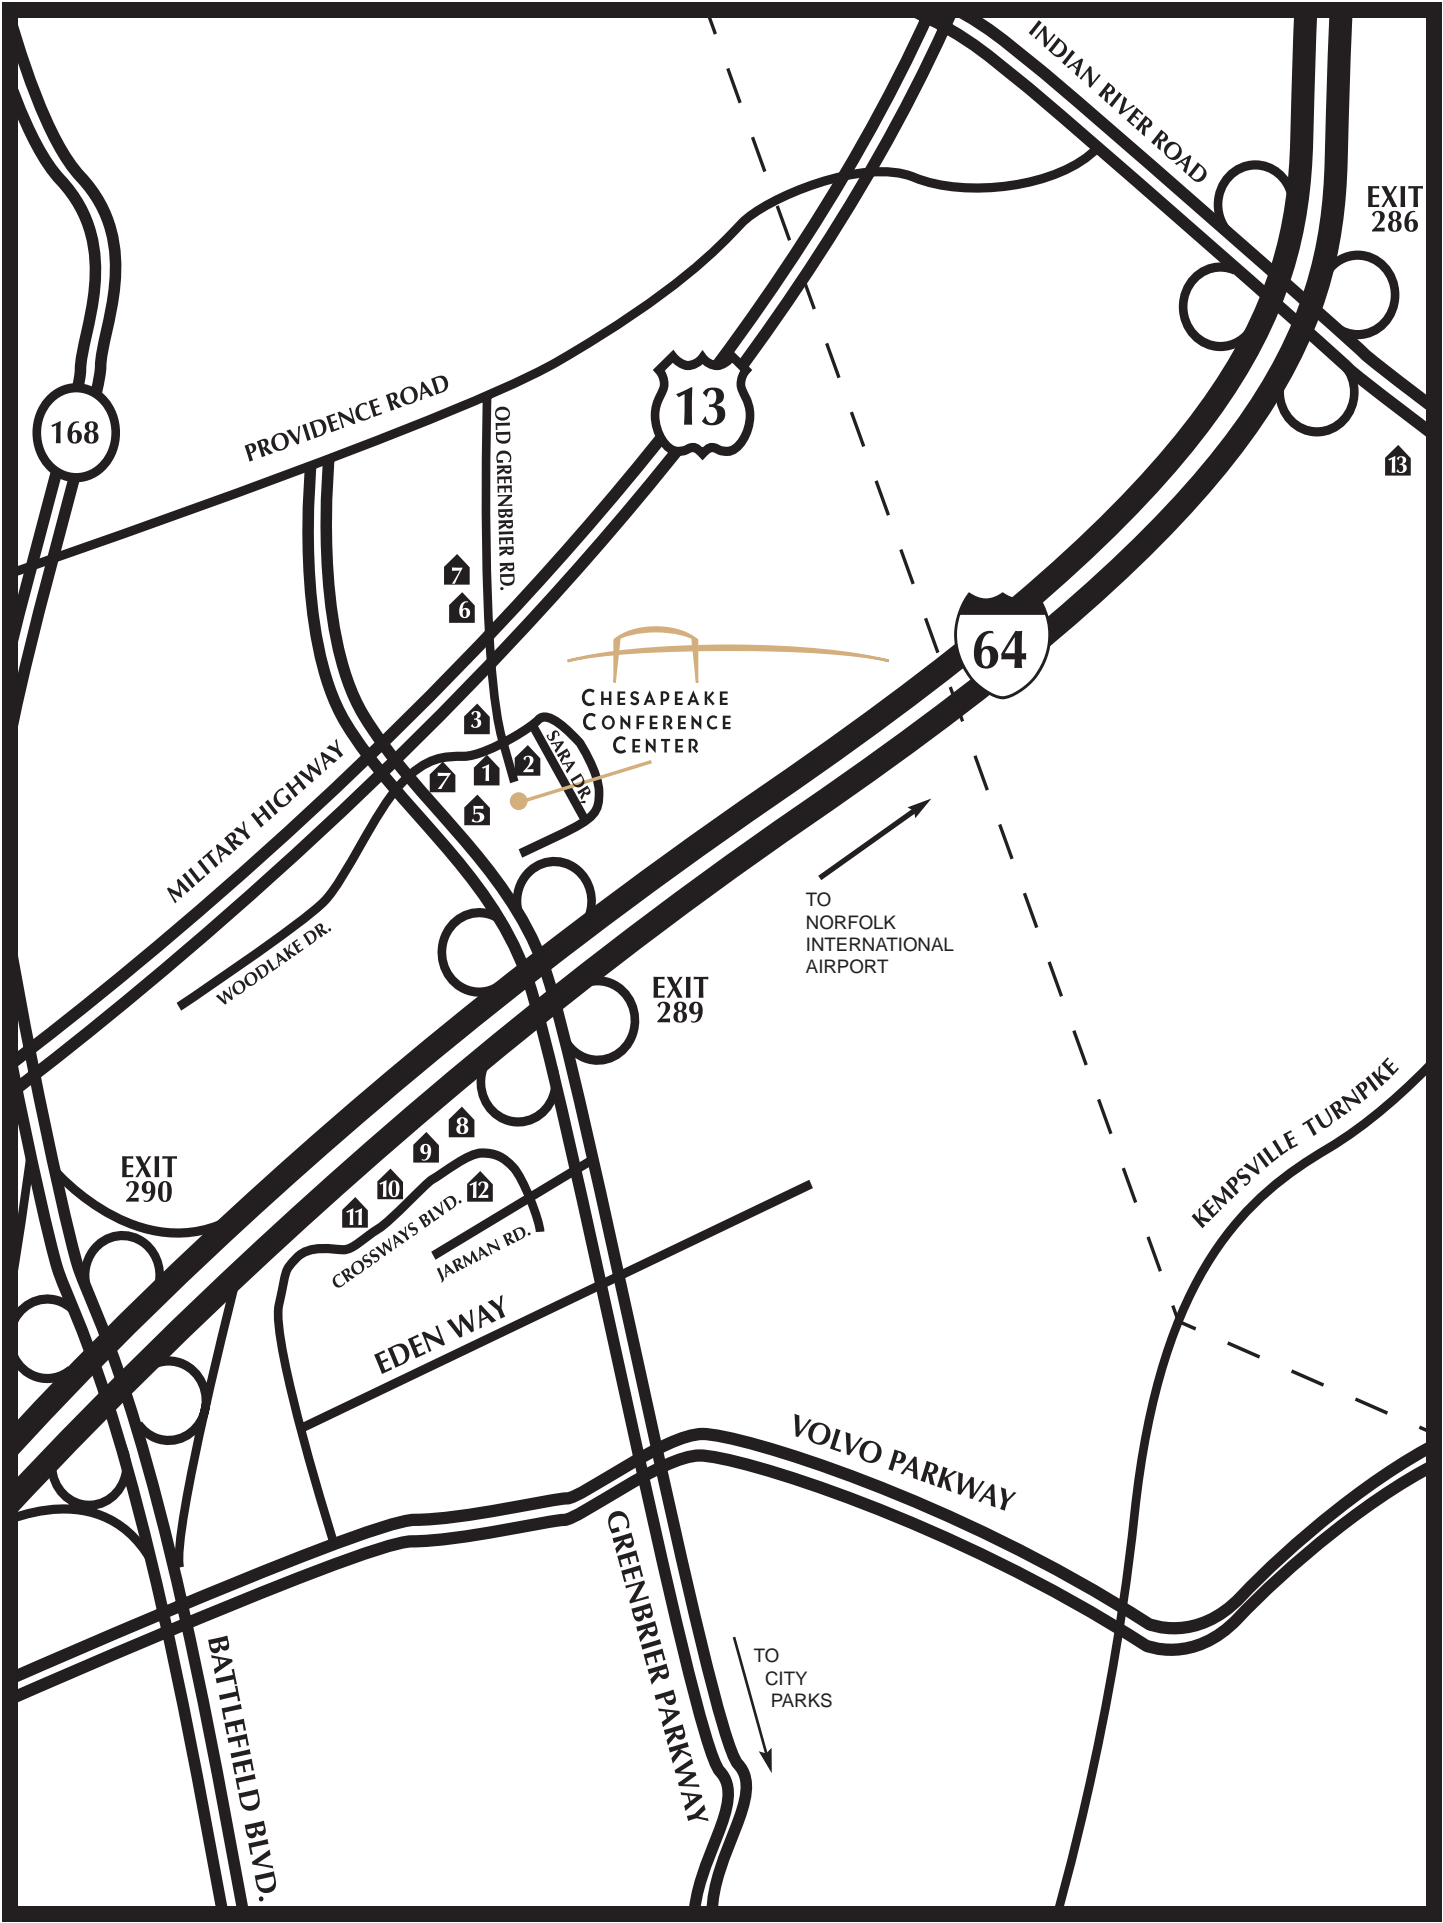 INDIAN RIVER ROAD
EXIT
286
13
168
PROVIDENCE ROAD
OLD GREENBRIER RD.
13
7
6
64
CHESAPEAKE
CONFERENCE
CENTER
3
SARA DR.
7
1
2
5
MILITARY HIGHWAY
WOODLAKE DR.
TO
NORFOLK
INTERNATIONAL
AIRPORT
EXIT
289
KEMPSVILLE TURNPIKE
8
9
10
11
12
EXIT
290
CROSSWAYS BLVD.
JARMAN RD.
EDEN WAY
VOLVO PARKWAY
GREENBRIER PARKWAY
BATTLEFIELD BLVD.
TO
CITY
PARKS